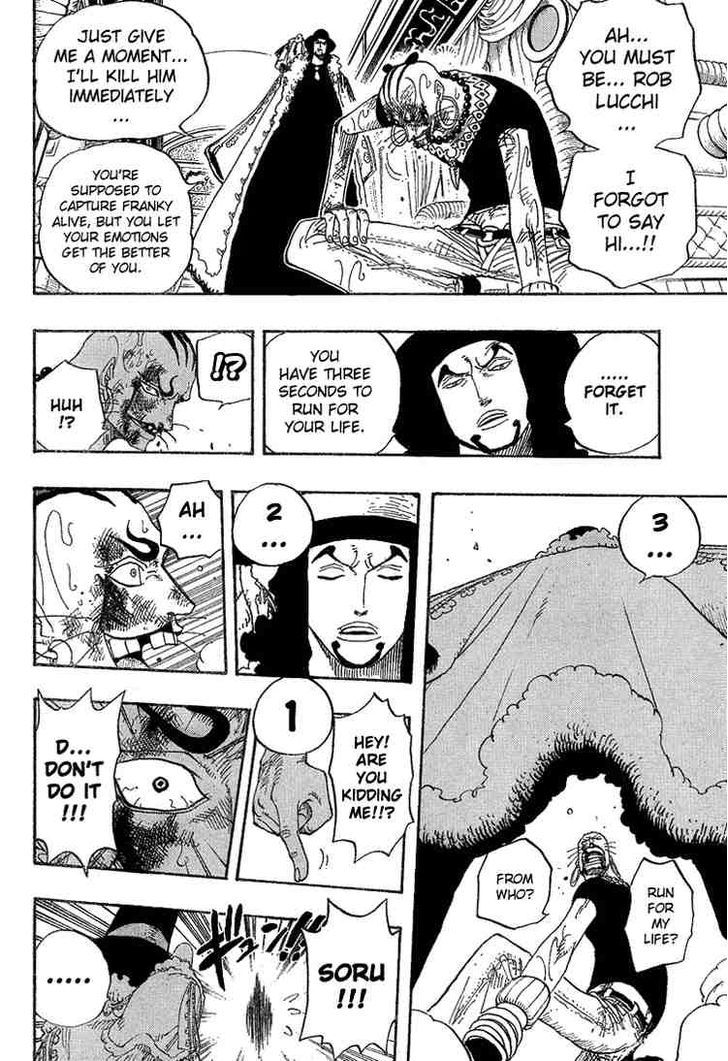 AH...
YOU MUST
BE... ROB
LUCCHI
...
I
FORGOT
TO SAY
HI...!!
JUST GIVE
ME A MOMENT...
I'LL KILL HIM
IMMEDIATELY
...
YOU'RE
SUPPOSED TO
CAPTURE FRANKY
ALIVE, BUT YOU LET
YOUR EMOTIONS
GET THE BETTER
OF YOU.
.....
FORGET
IT.
YOU
HAVE THREE
SECONDS TO
RUN FOR
YOUR LIFE.
!?
HUH
!?
3
...
RUN
FOR
MY
LIFE?
FROM
WHO?
2
...
AH
...
HEY!
ARE
YOU
KIDDING
ME!!?
1
D...
DON'T
DO IT
!!!
SORU
!!!
ギュン!!
.....